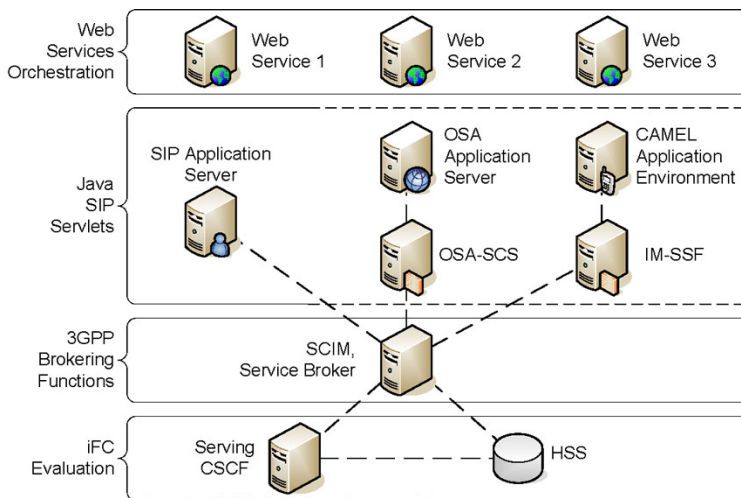 Web
Services
Orchestration
Web
Service 1
Web
Service 2
Web
Service 3
Java
SIP
Servlets
SIP Application
Server
OSA
Application
Server
CAMEL
Application
Environment
OSA-SCS
IM-SSF
3GPP
Brokering
Functions
SCIM,
Service Broker
iFC
Evaluation
Serving
CSCF
HSS